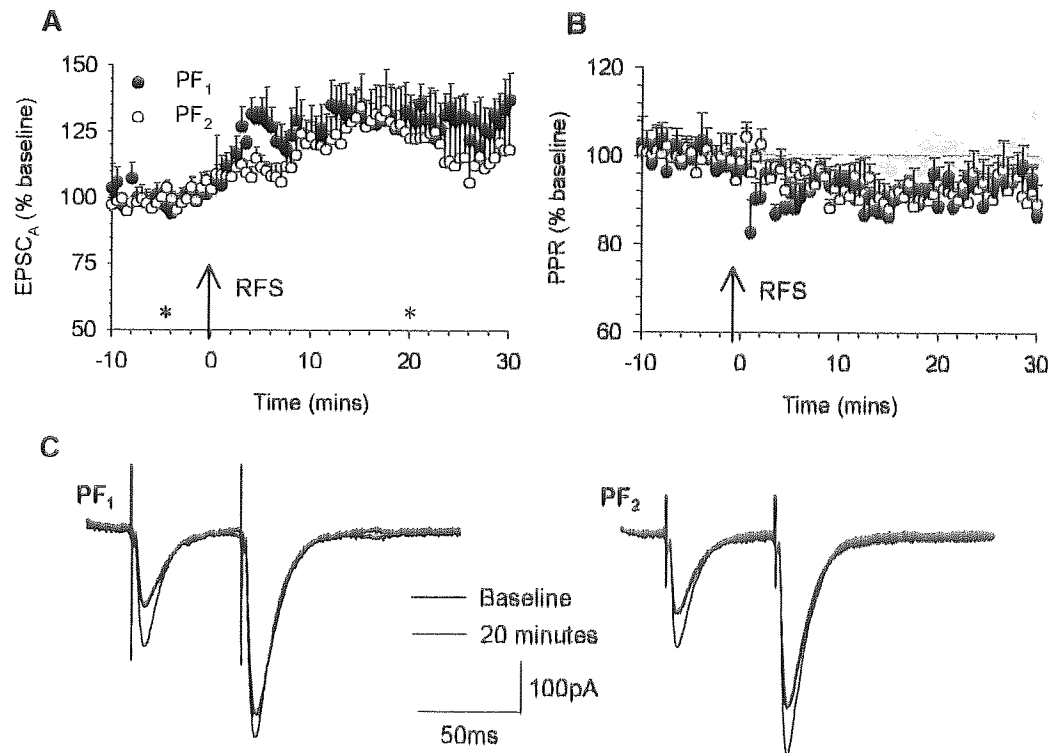 A
EPSC_A (% baseline)
150
125
100
75
50
PF₁
PF₂
RFS
*
*
-10
0
10
20
30
Time (mins)
B
PPR (% baseline)
120
100
80
60
RFS
-10
0
10
20
30
Time (mins)
C
PF₁
PF₂
Baseline
20 minutes
100pA
50ms